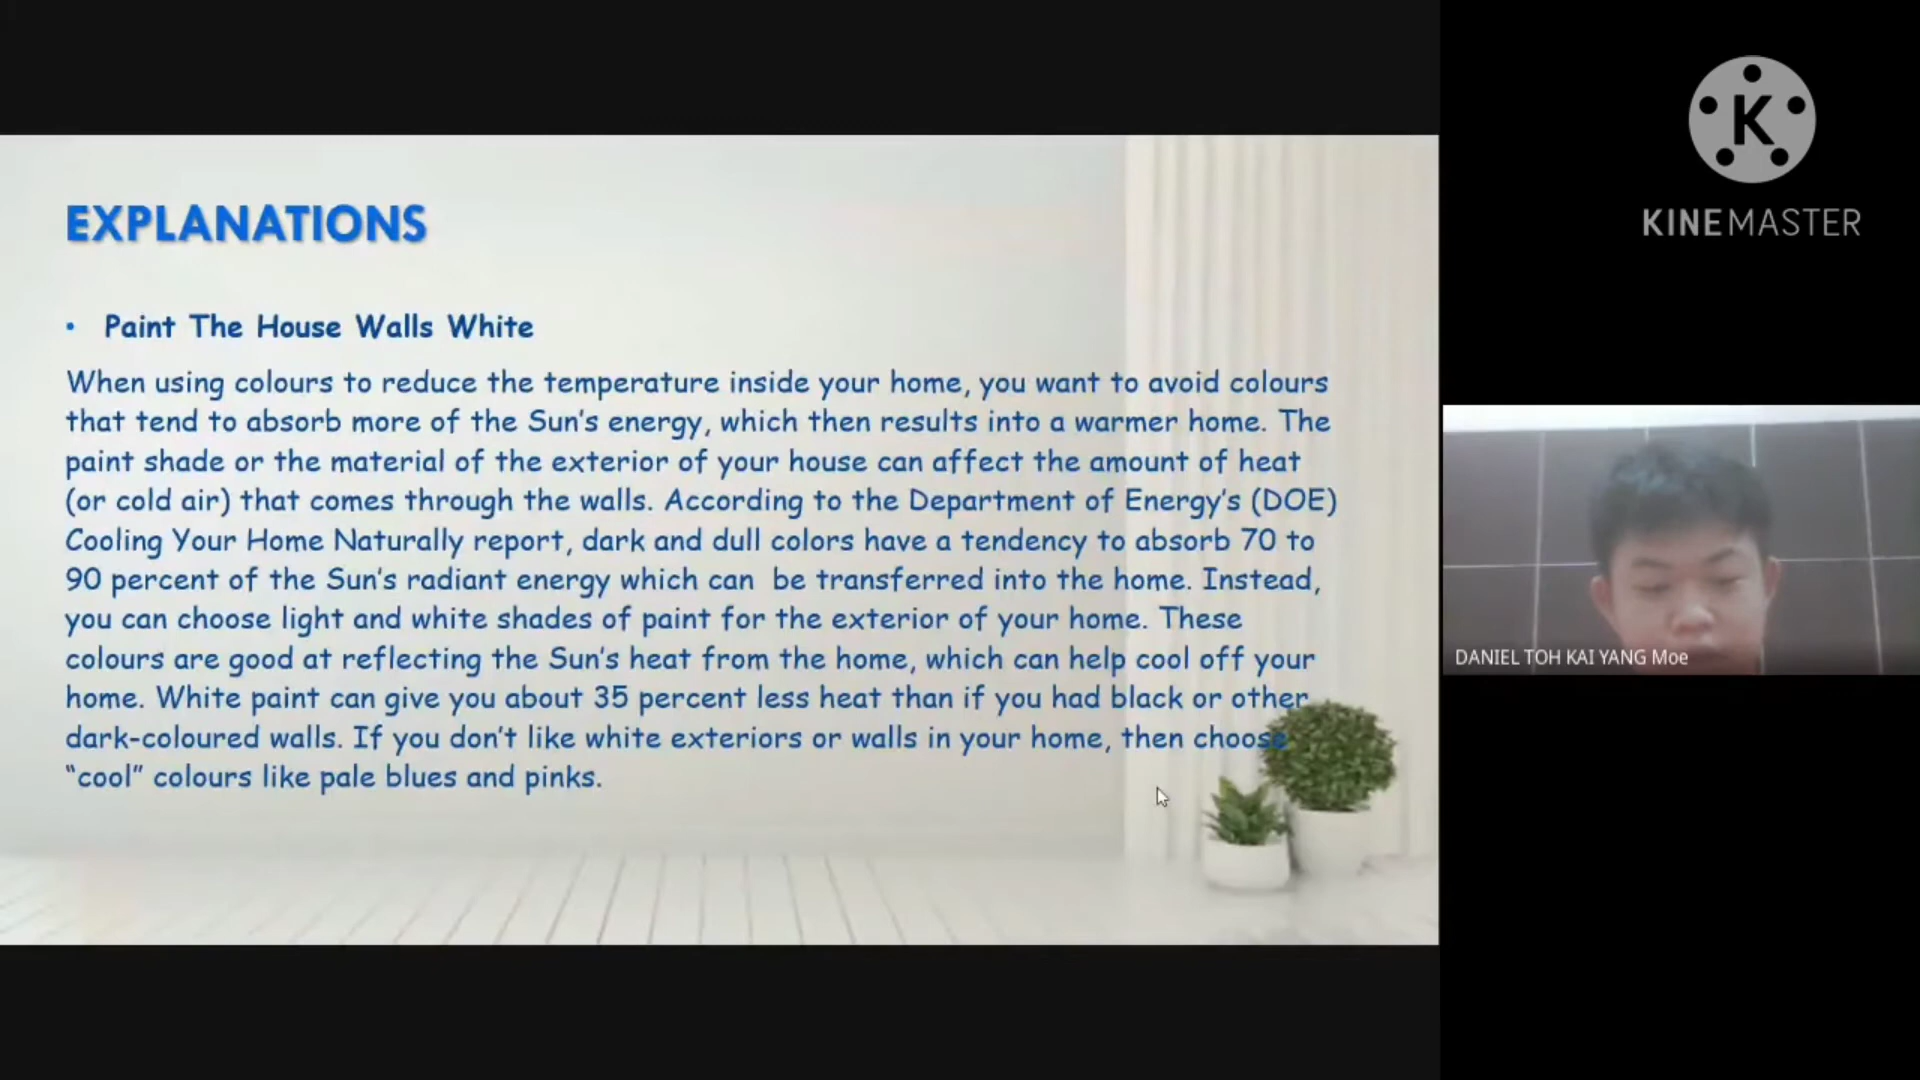 EXPLANATIONS
• Paint The House Walls White
When using colours to reduce the temperature inside your home, you want to avoid colours
that tend to absorb more of the Sun's energy, which then results into a warmer home. The
paint shade or the material of the exterior of your house can affect the amount of heat
(or cold air) that comes through the walls. According to the Department of Energy's (DOE)
Cooling Your Home Naturally report, dark and dull colors have a tendency to absorb 70 to
90 percent of the Sun's radiant energy which can  be transferred into the home. Instead,
you can choose light and white shades of paint for the exterior of your home. These
colours are good at reflecting the Sun's heat from the home, which can help cool off your
home. White paint can give you about 35 percent less heat than if you had black or other
dark-coloured walls. If you don't like white exteriors or walls in your home, then choose
“cool” colours like pale blues and pinks.
K
KINEMASTER
DANIEL TOH KAI YANG Moe